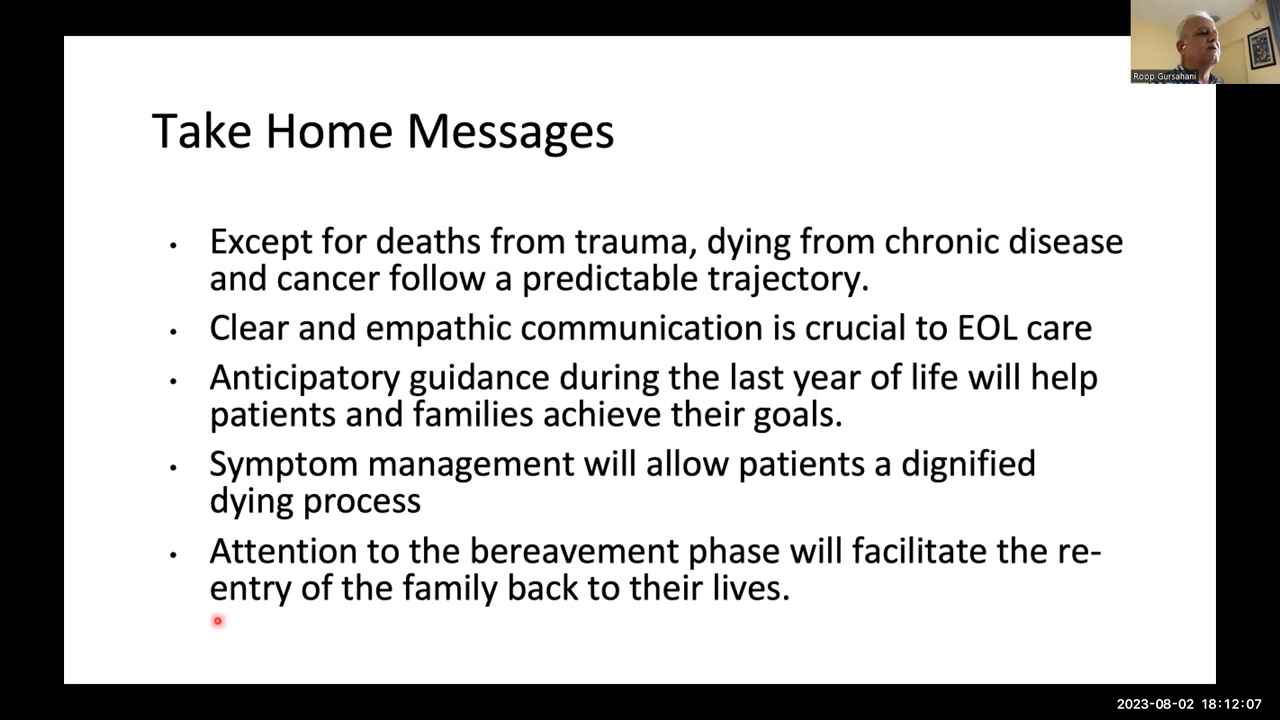 Roop Gursahani
Take Home Messages
• Except for deaths from trauma, dying from chronic disease
and cancer follow a predictable trajectory.
• Clear and empathic communication is crucial to EOL care
• Anticipatory guidance during the last year of life will help
patients and families achieve their goals.
• Symptom management will allow patients a dignified
dying process
• Attention to the bereavement phase will facilitate the re-
entry of the family back to their lives.
2023-08-02 18:12:07